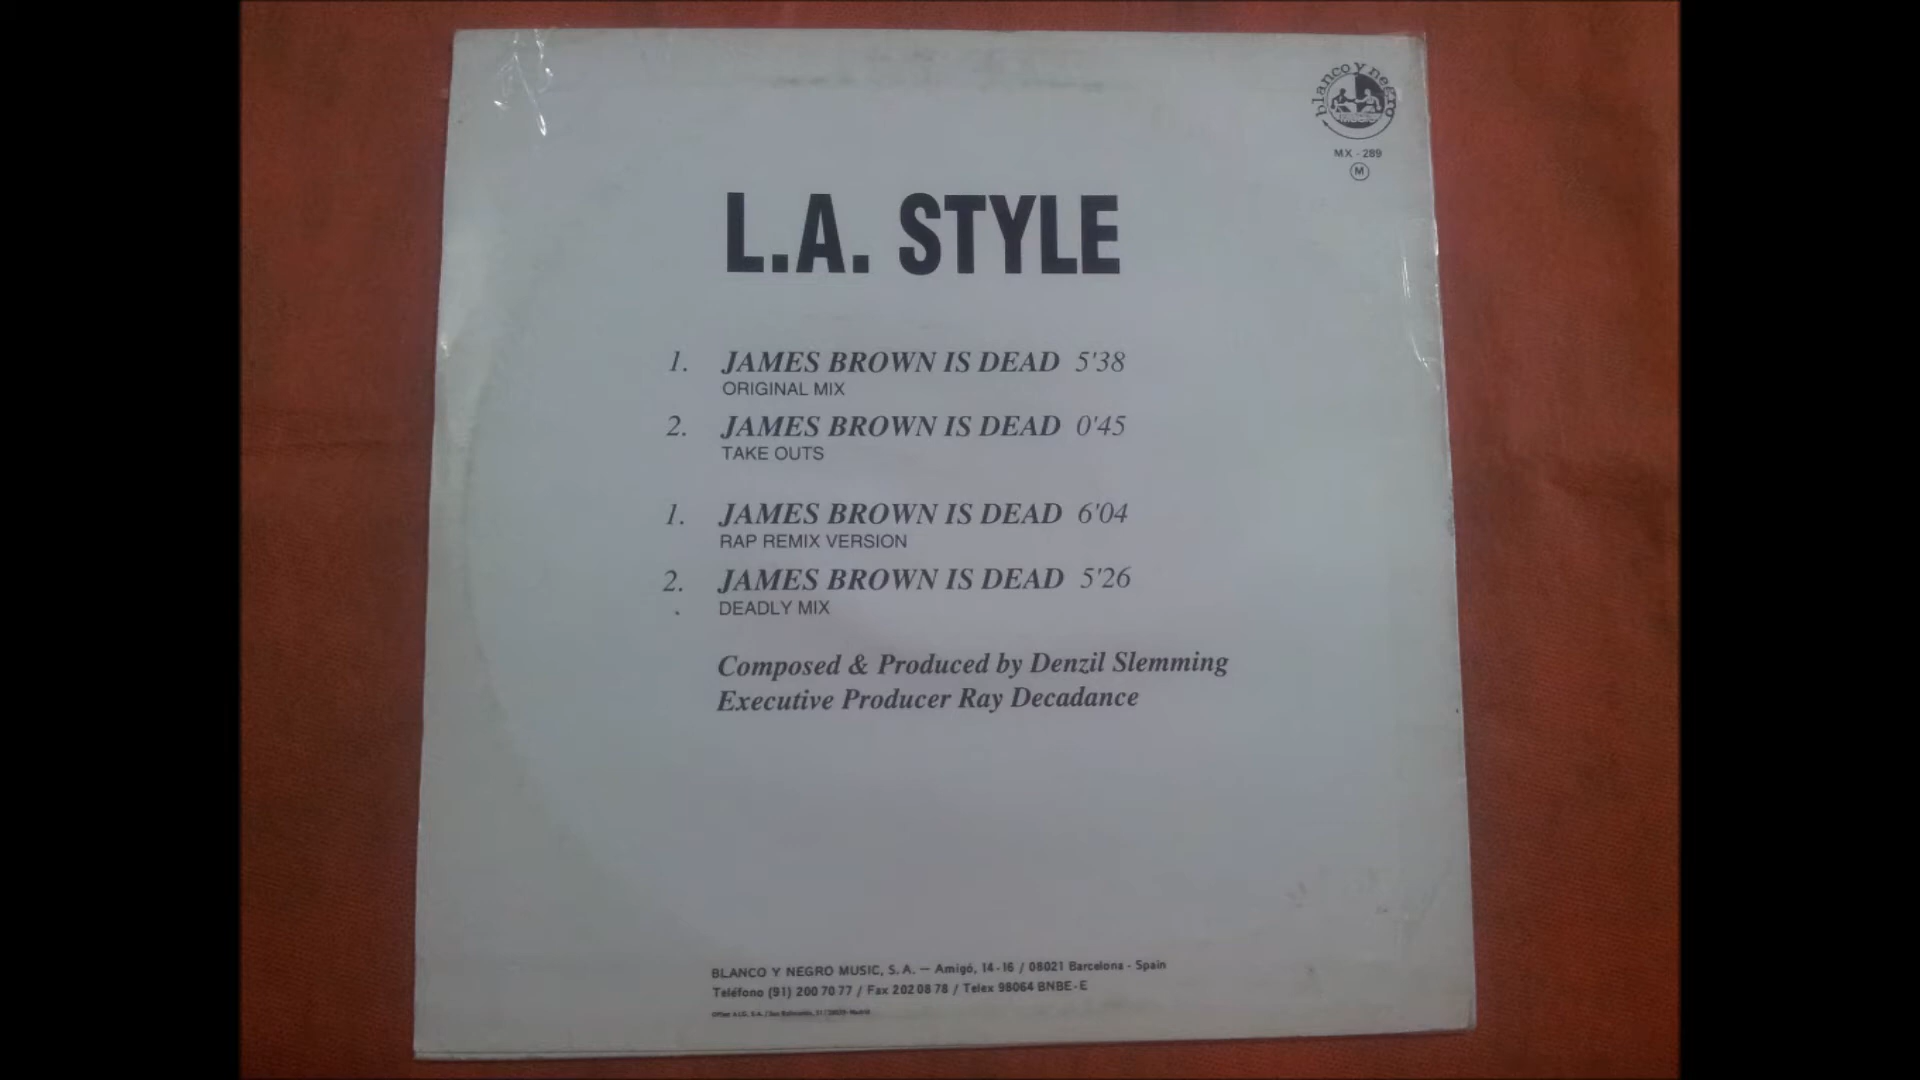 blanco y negro
MUSIC
MX - 289
M
L.A. STYLE
1. JAMES BROWN IS DEAD 5'38
ORIGINAL MIX
2. JAMES BROWN IS DEAD 0'45
TAKE OUTS
1. JAMES BROWN IS DEAD 6'04
RAP REMIX VERSION
2. JAMES BROWN IS DEAD 5'26
DEADLY MIX
Composed & Produced by Denzil Slemming
Executive Producer Ray Decadance
BLANCO Y NEGRO MUSIC, S.A. — Amigó, 14-16 / 08021 Barcelona - Spain
Teléfono (91) 200 70 77 / Fax 202 08 78 / Telex 98064 BNBE-E